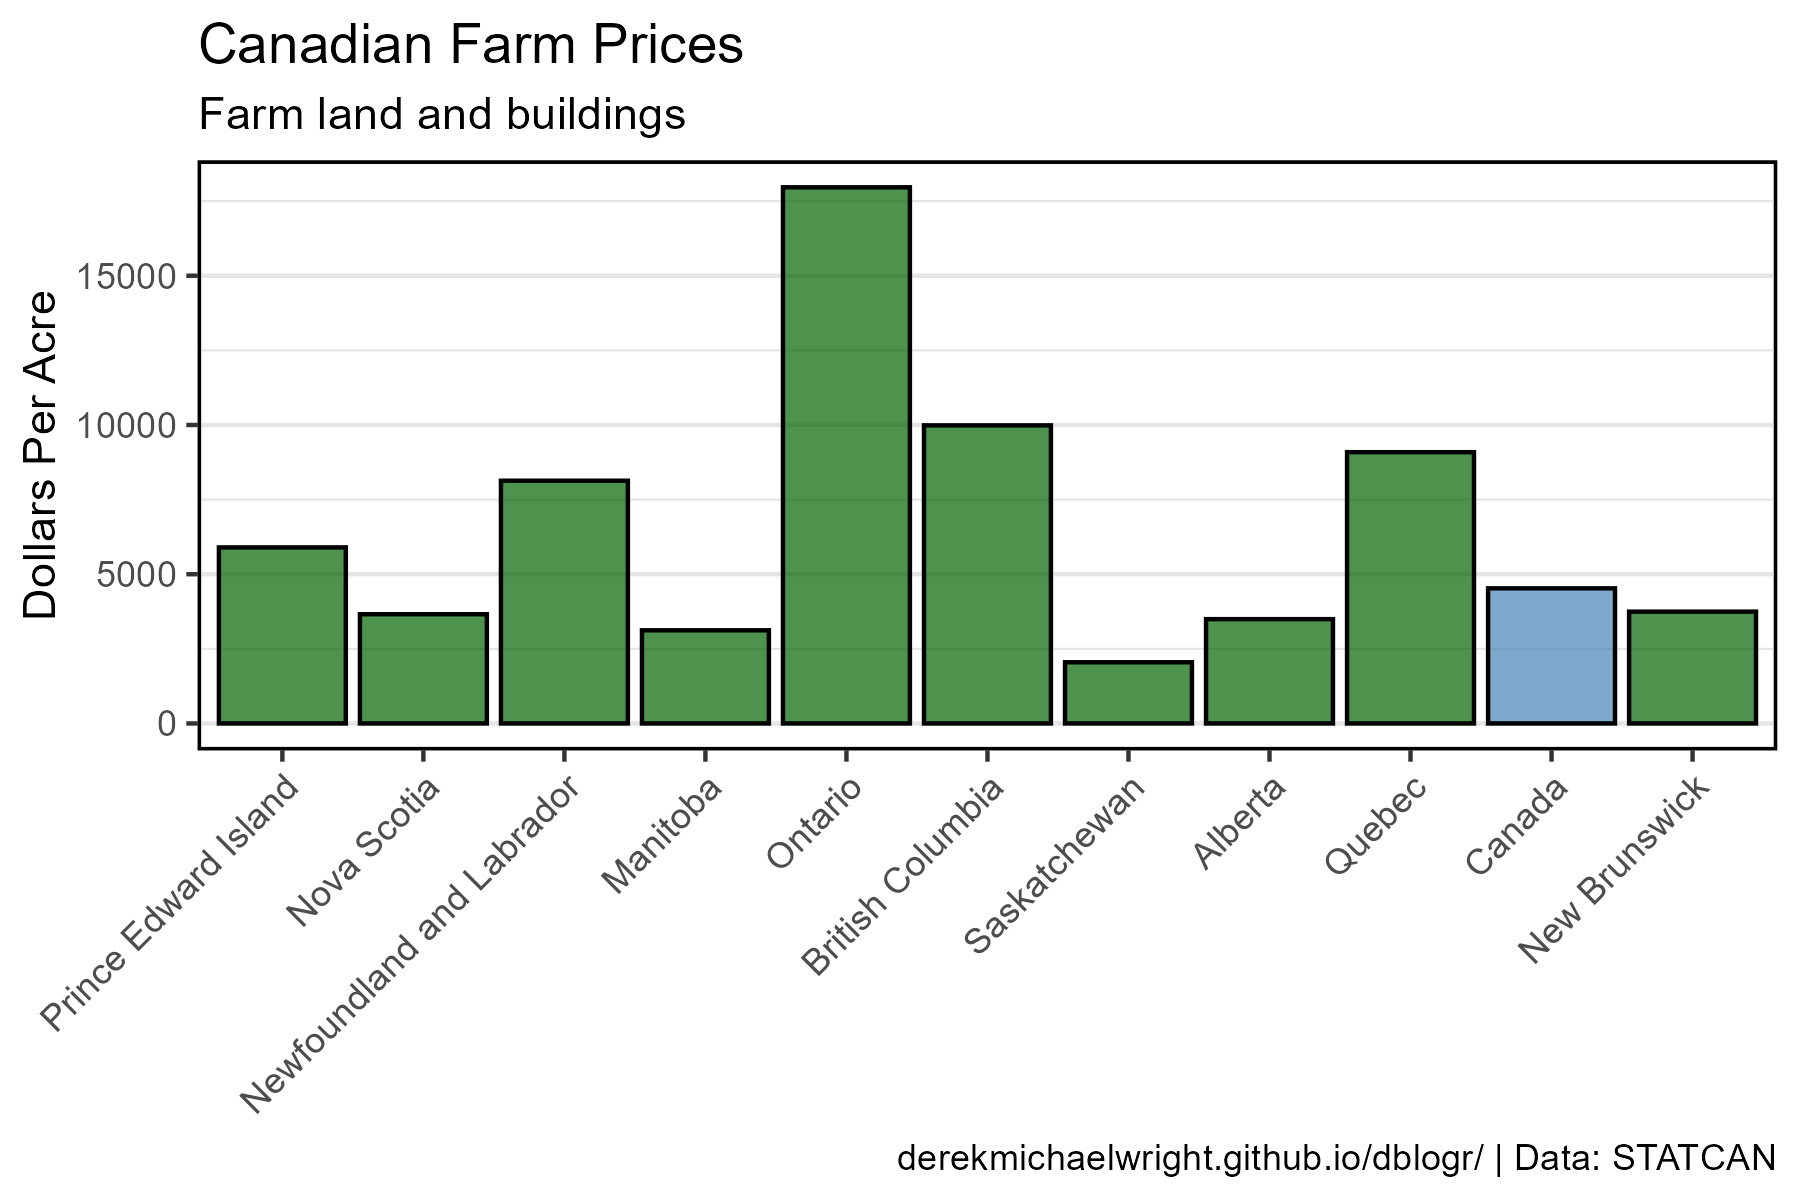 Canadian Farm Prices
Farm land and buildings
Dollars Per Acre
15000
10000
5000
0
Prince Edward Island
Nova Scotia
Newfoundland and Labrador
Manitoba
Ontario
British Columbia
Saskatchewan
Alberta
Quebec
Canada
New Brunswick
derekmichaelwright.github.io/dblogr/ | Data: STATCAN